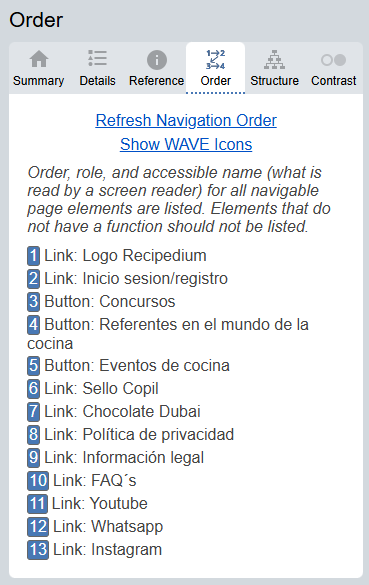 Order
Summary Details Reference Order Structure Contrast
Refresh Navigation Order
Show WAVE Icons
Order, role, and accessible name (what is
read by a screen reader) for all navigable
page elements are listed. Elements that do
not have a function should not be listed.
1 Link: Logo Recipedium
2 Link: Inicio sesion/registro
3 Button: Concursos
4 Button: Referentes en el mundo de la
cocina
5 Button: Eventos de cocina
6 Link: Sello Copil
7 Link: Chocolate Dubai
8 Link: Política de privacidad
9 Link: Información legal
10 Link: FAQ´s
11 Link: Youtube
12 Link: Whatsapp
13 Link: Instagram